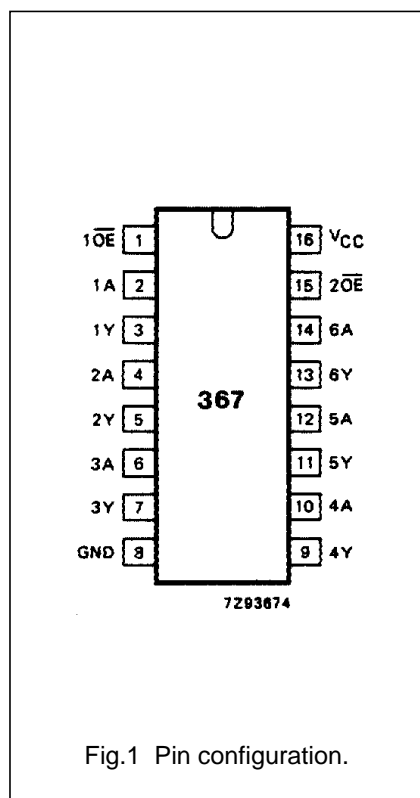 1OE 1 16 VCC
1A 2 15 2OE
1Y 3 14 6A
2A 4 13 6Y
367
2Y 5 12 5A
3A 6 11 5Y
3Y 7 10 4A
GND 8 9 4Y
7Z93674
Fig.1 Pin configuration.